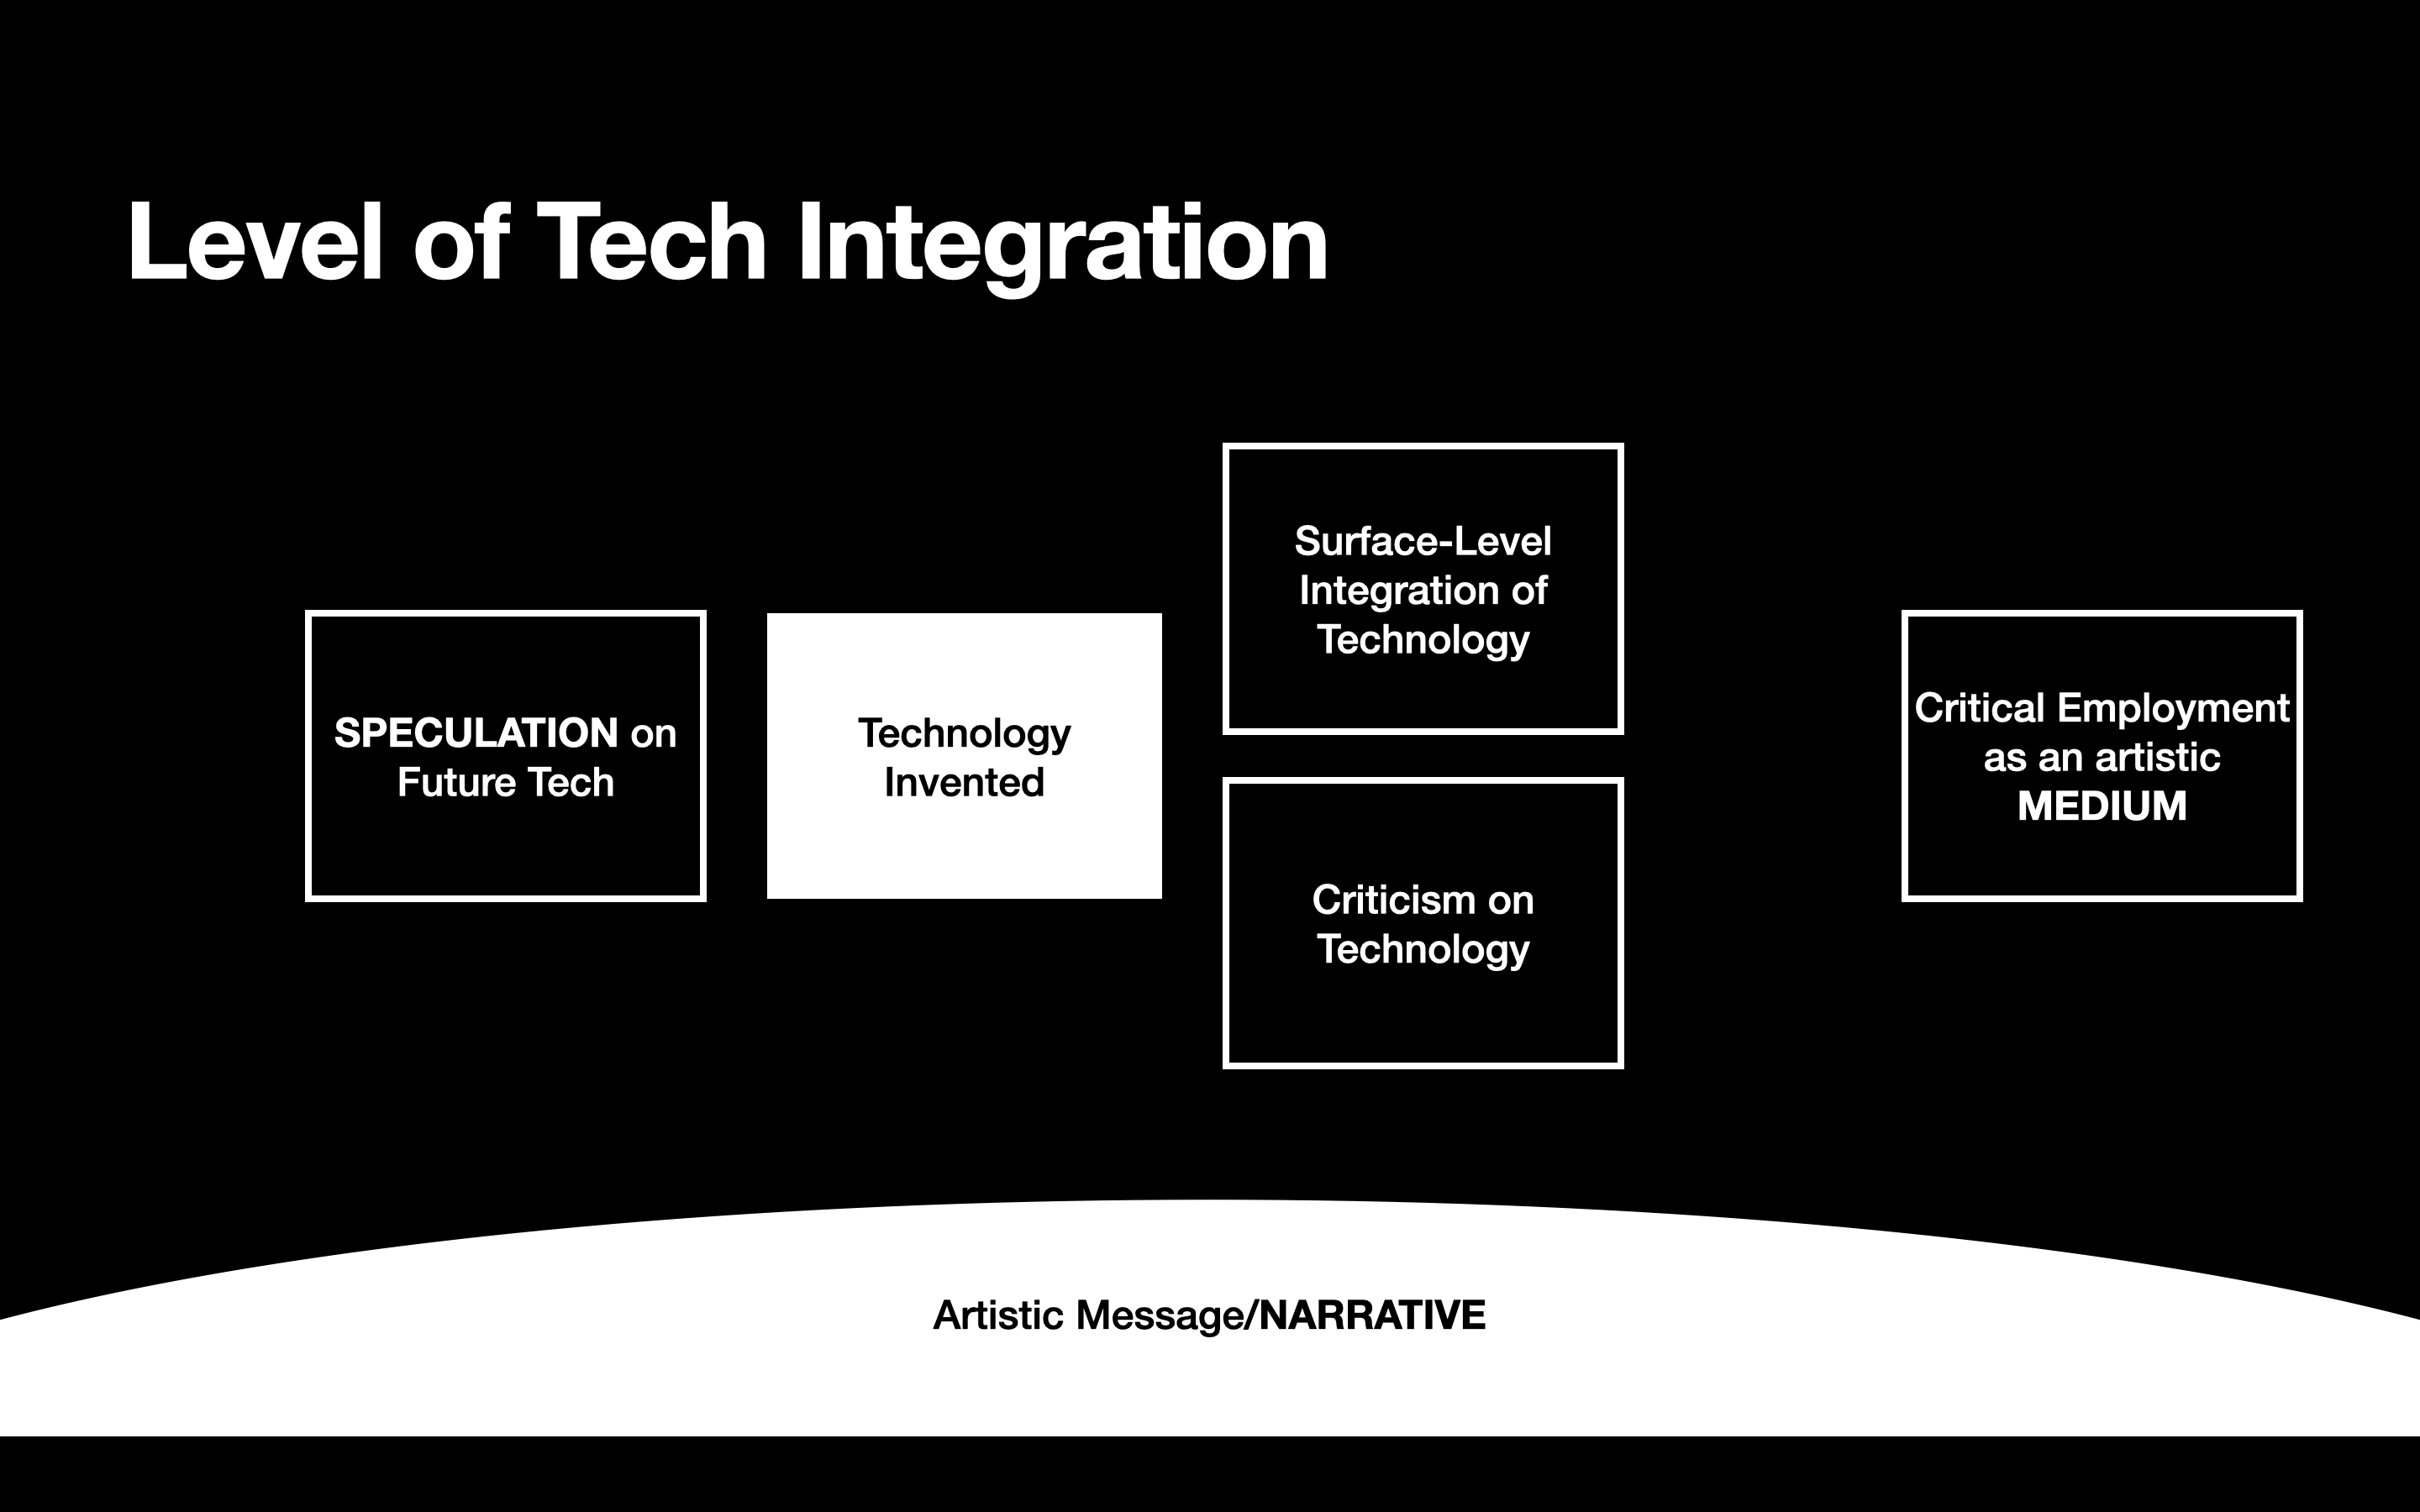 Level of Tech Integration
SPECULATION on
Future Tech
Technology
Invented
Surface-Level
Integration of
Technology
Criticism on
Technology
Critical Employment
as an artistic
MEDIUM
Artistic Message/NARRATIVE